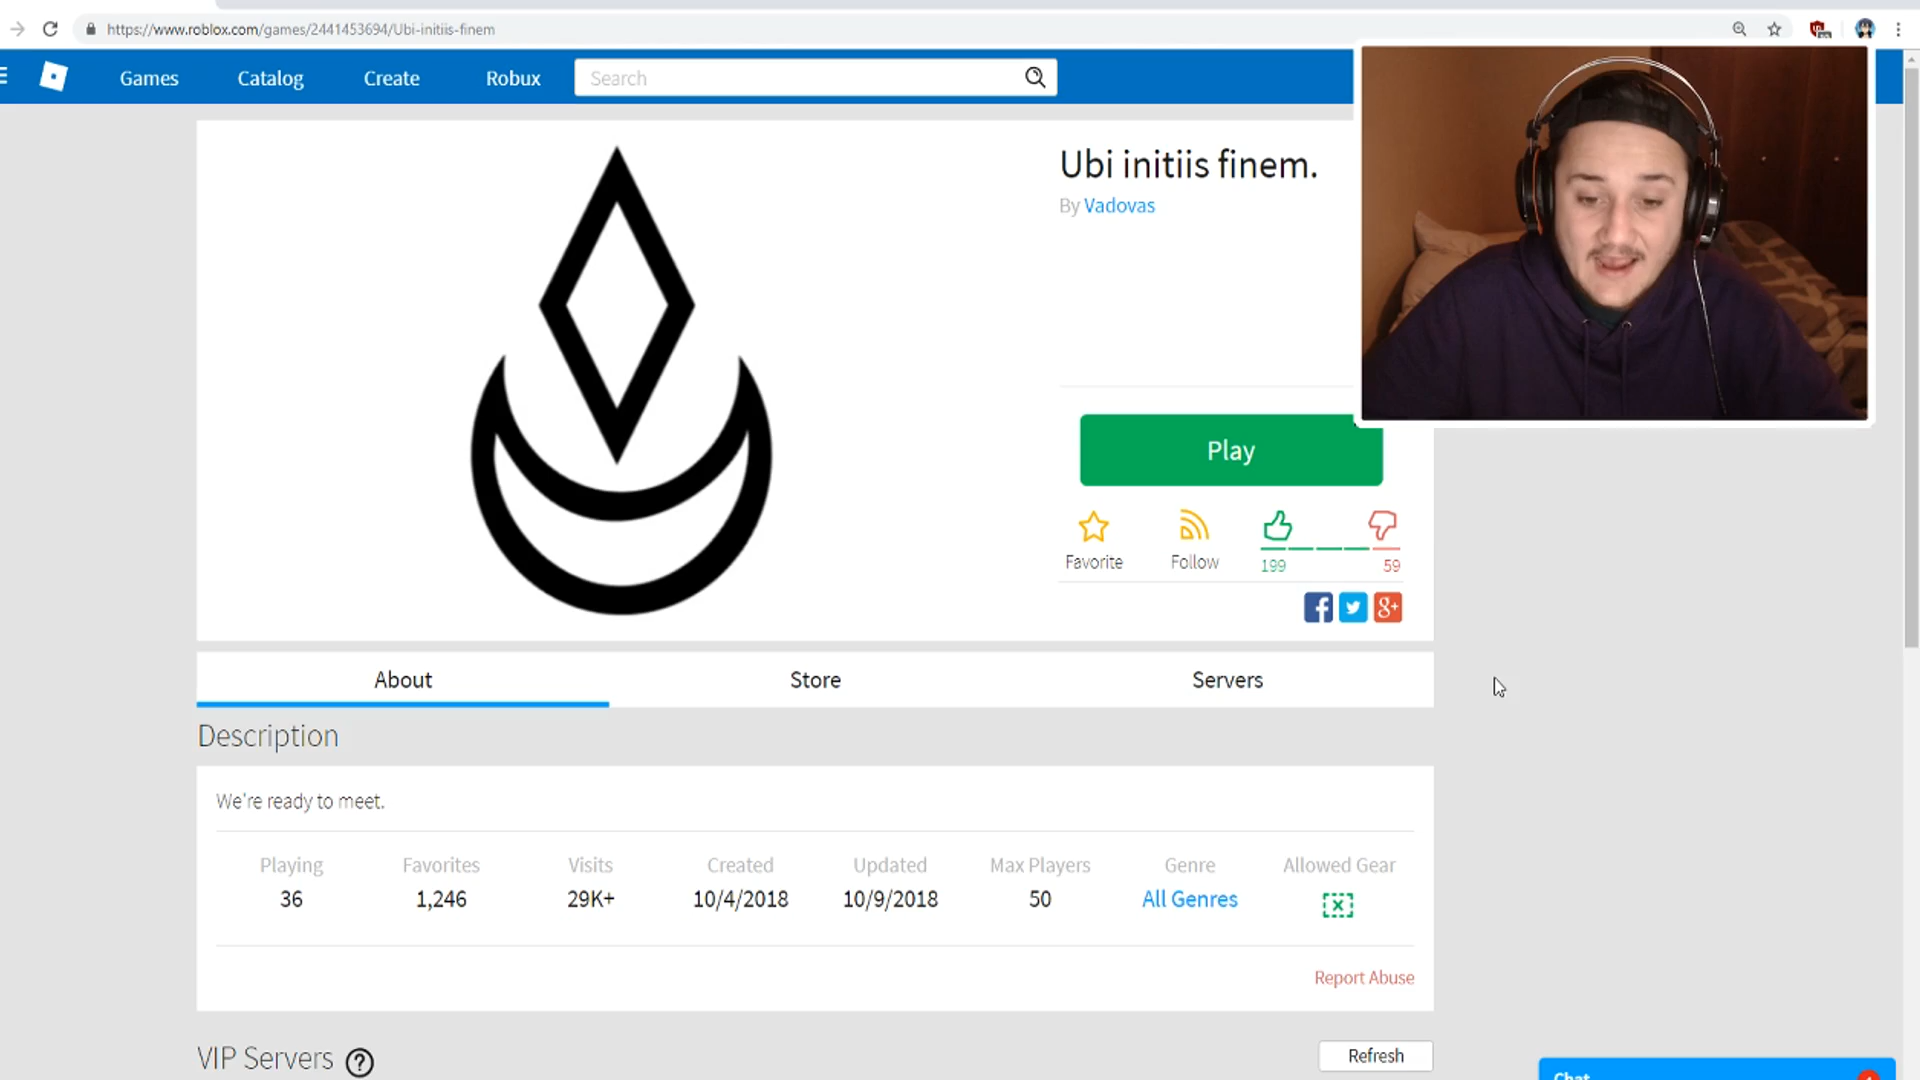 https://www.roblox.com/games/2441453694/Ubi-initiis-finem
Games Catalog Create Robux Search
Ubi initiis finem.
By Vadovas
Play
Favorite Follow 199 59
About Store Servers
Description
We're ready to meet.
Playing Favorites Visits Created Updated Max Players Genre Allowed Gear
36 1,246 29K+ 10/4/2018 10/9/2018 50 All Genres
Report Abuse
VIP Servers ?
Refresh
Chat